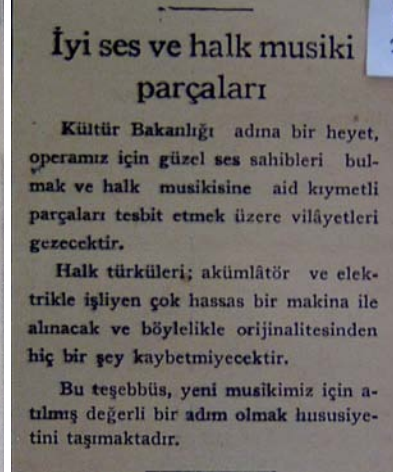 İyi ses ve halk musiki
parçaları
Kültür Bakanlığı adına bir heyet,
operamız için güzel ses sahibleri bul-
mak ve halk musikisine aid kıymetli
parçaları tesbit etmek üzere vilâyetleri
gezecektir.
Halk türküleri; akümlâtör ve elek-
trikle işliyen çok hassas bir makina ile
alınacak ve böylelikle orijinalitesinden
hiç bir şey kaybetmiyecektir.
Bu teşebbüs, yeni musikimiz için a-
tılmış değerli bir adım olmak hususiye-
tini taşımaktadır.